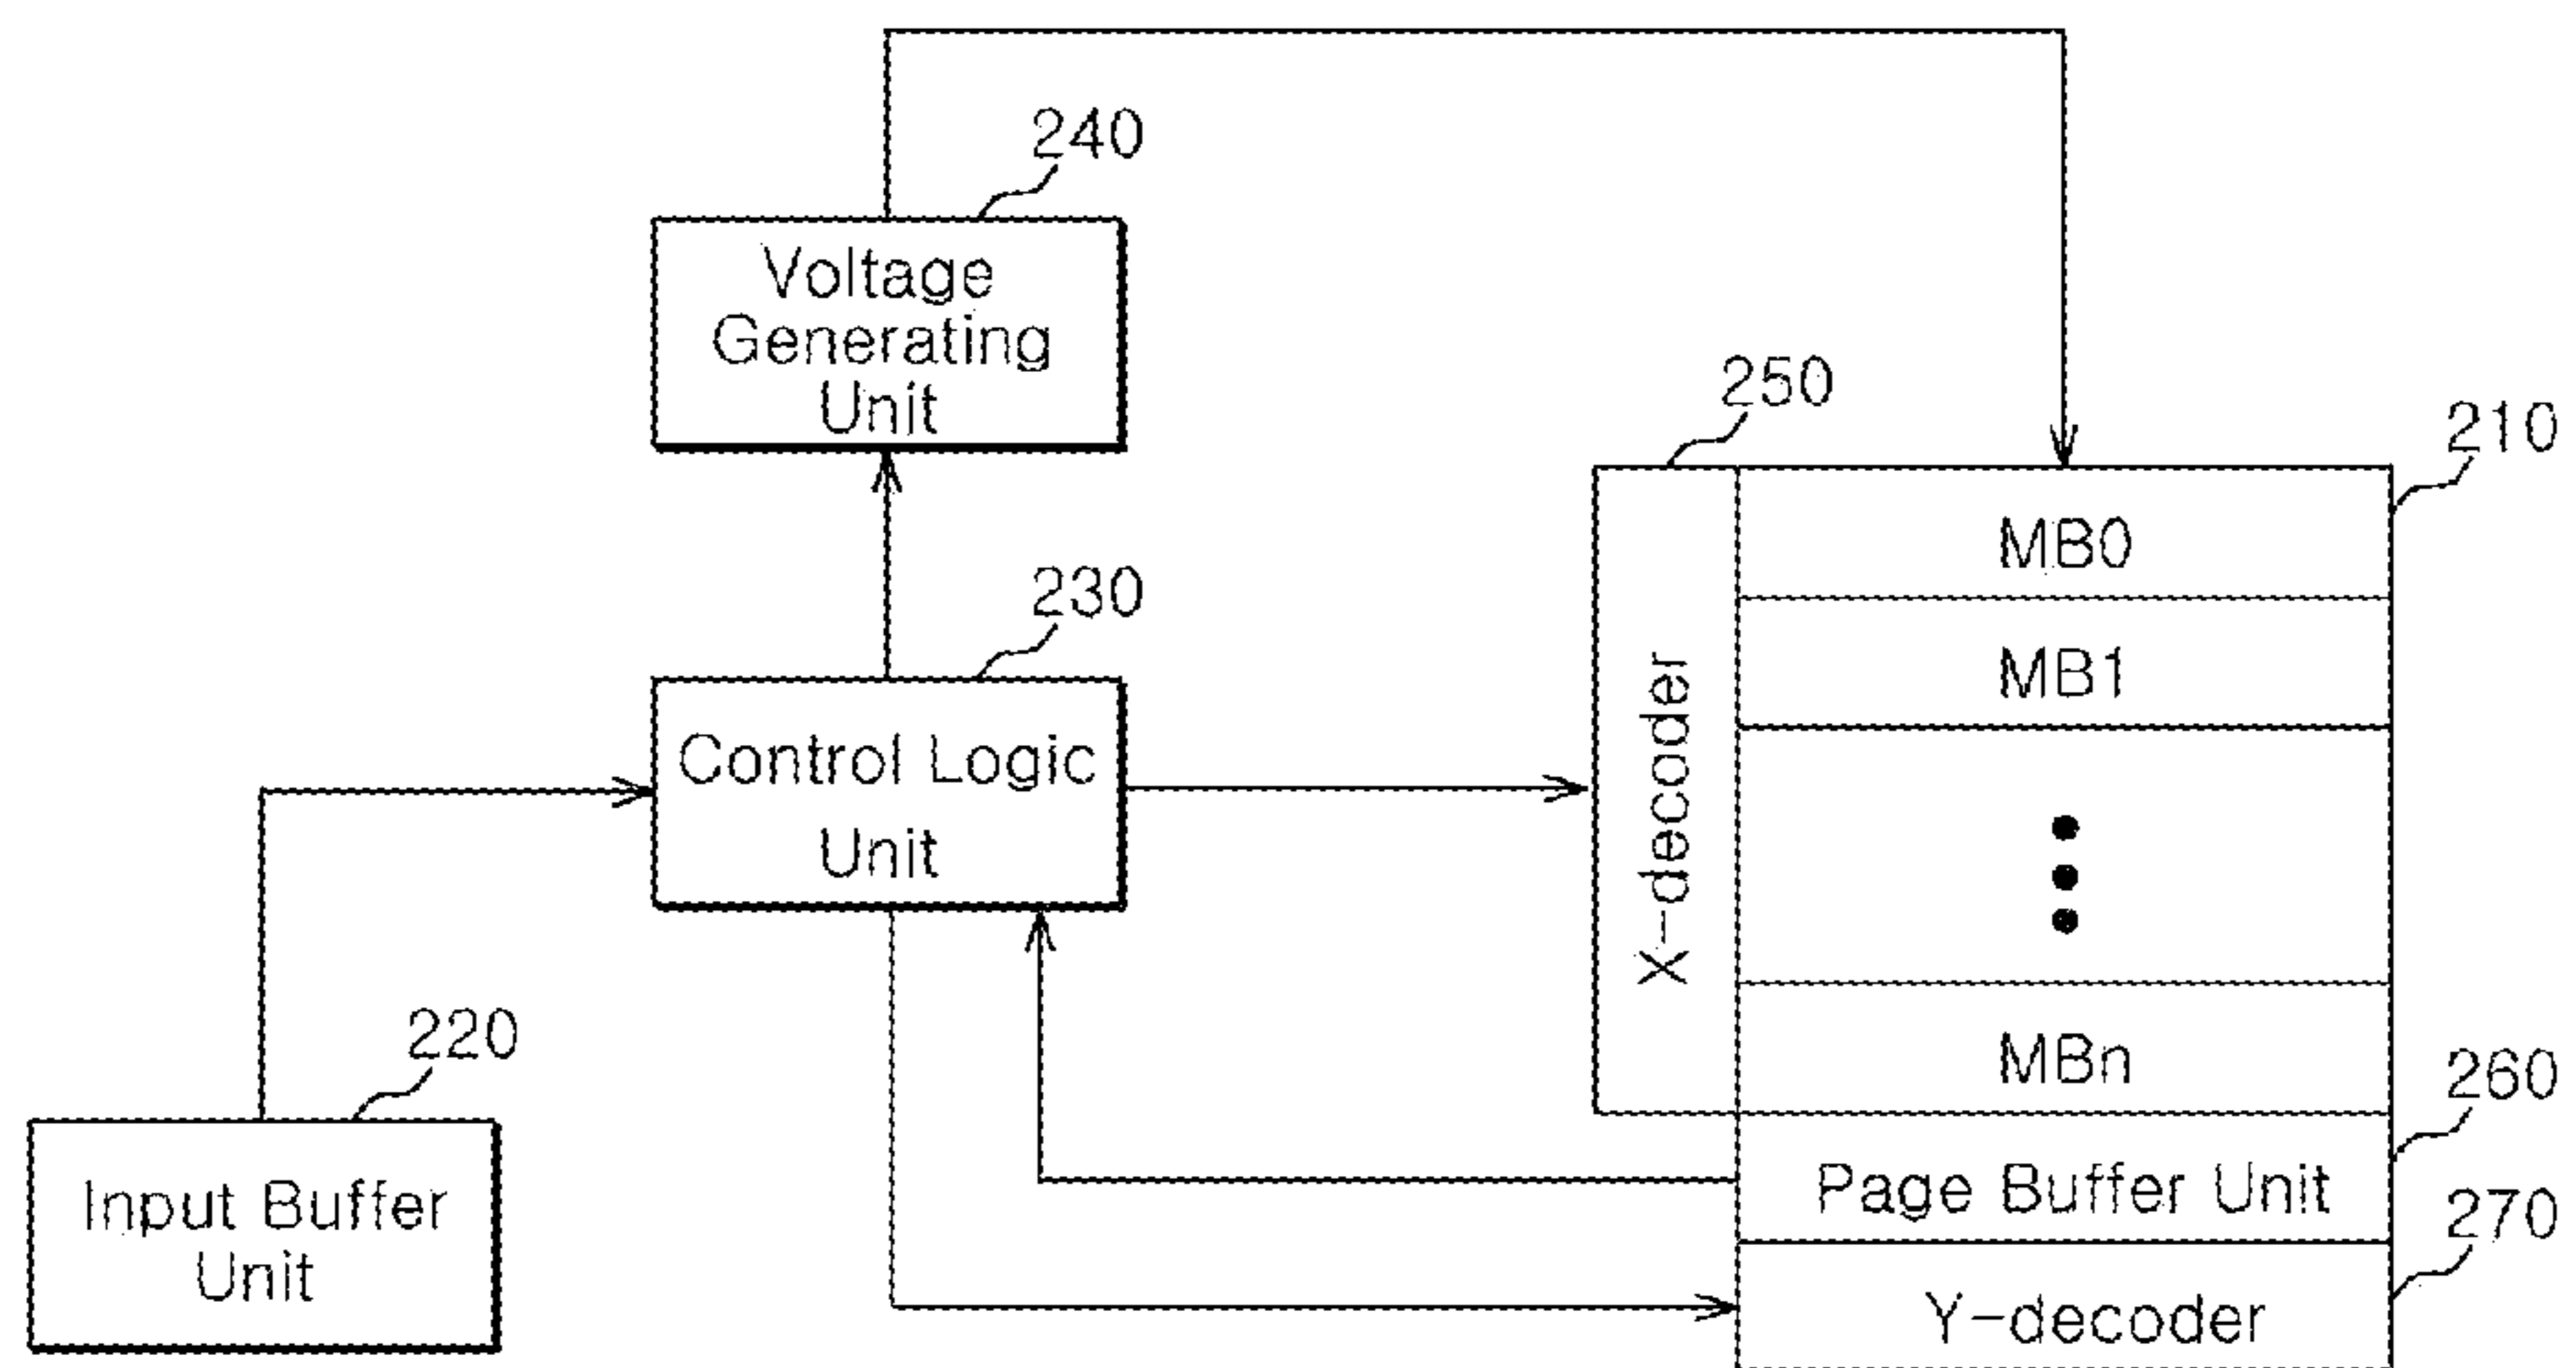 240
Voltage
Generating
Unit
250
210
MB0
230
MB1
X-decoder
Control Logic
Unit
220
MBn
260
Input Buffer
Unit
Page Buffer Unit
270
Y-decoder